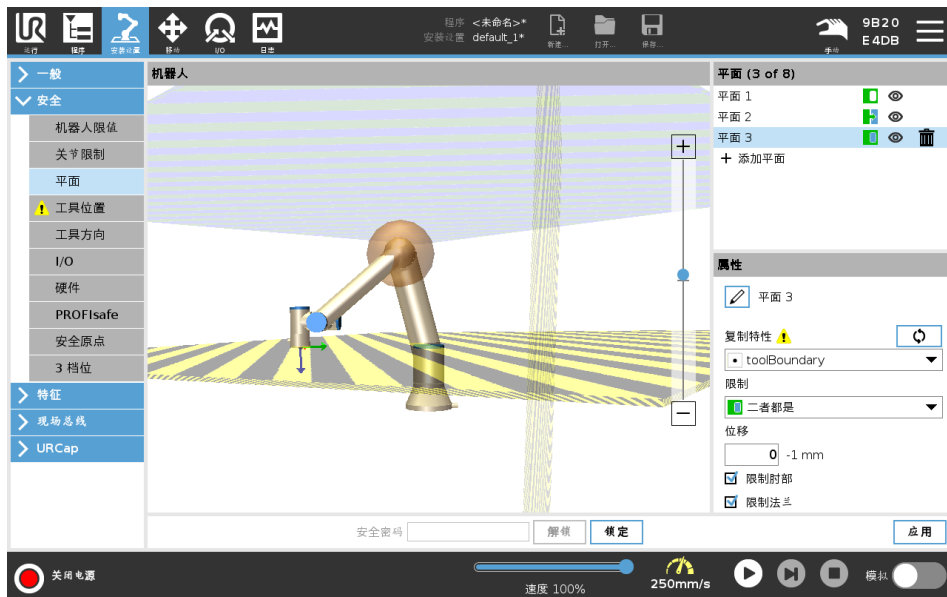 程序 <未命名>*
安装设置 default_1*
运行
程序
安装设置
移动
I/O
日志
新建...
打开...
保存...
手动
9B20
E4DB
一般
安全
机器人限值
关节限制
平面
工具位置
工具方向
I/O
硬件
PROFIsafe
安全原点
3 档位
特征
现场总线
URCap
机器人
平面 (3 of 8)
平面 1
平面 2
平面 3
添加平面
属性
平面 3
复制特性
toolBoundary
限制
二者都是
位移
0 -1 mm
限制肘部
限制法兰
安全密码
解锁
锁定
应用
关闭电源
速度 100%
250mm/s
模拟